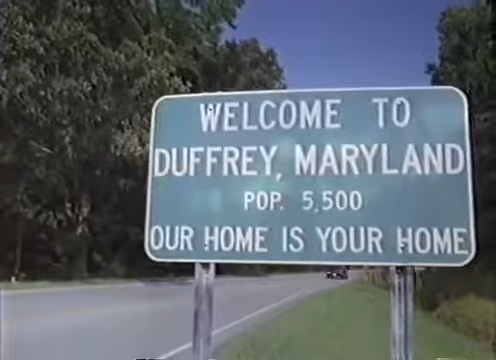 WELCOME TO
DUFFREY, MARYLAND
POP. 5,500
OUR HOME IS YOUR HOME